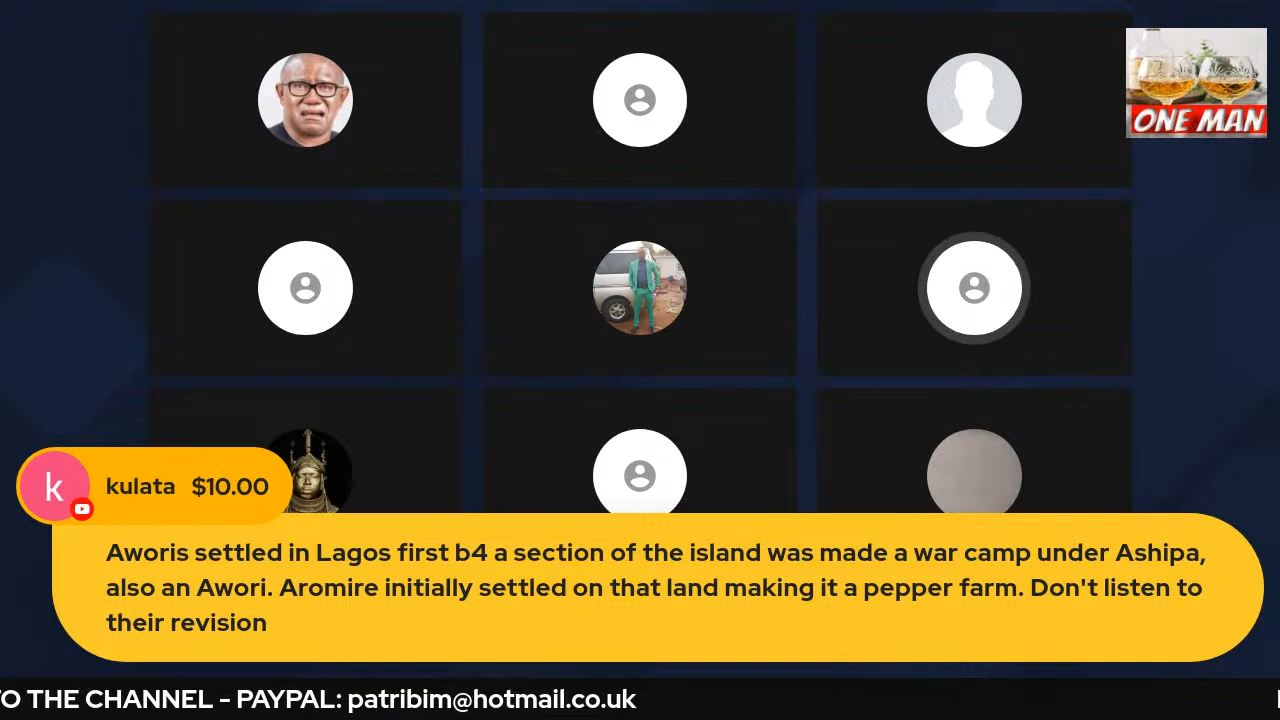 ONE MAN
k
kulata $10.00
Aworis settled in Lagos first b4 a section of the island was made a war camp under Ashipa,
also an Awori. Aromire initially settled on that land making it a pepper farm. Don't listen to
their revision
TO THE CHANNEL - PAYPAL: patribim@hotmail.co.uk